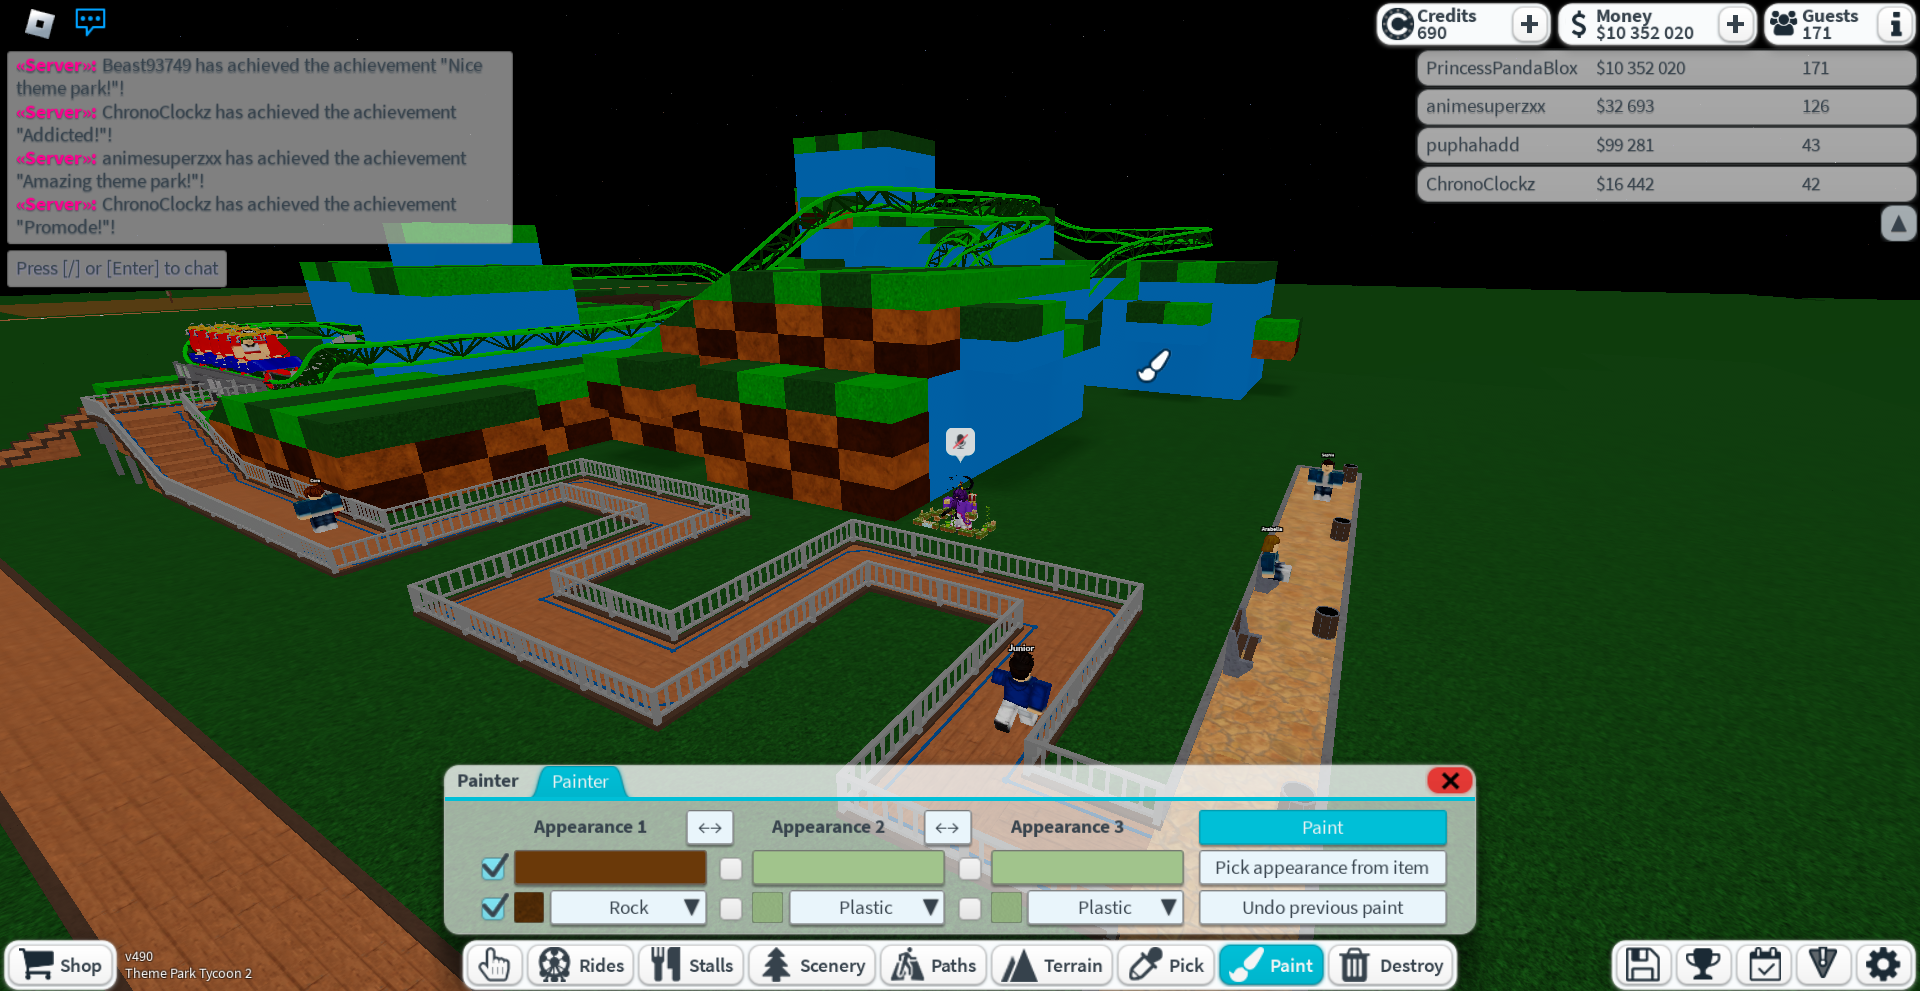 «Server»: Beast93749 has achieved the achievement "Nice
theme park!"!
«Server»: ChronoClockz has achieved the achievement
"Addicted!"!
«Server»: animesuperzxx has achieved the achievement
"Amazing theme park!"!
«Server»: ChronoClockz has achieved the achievement
"Promode!"!
Press [/] or [Enter] to chat
Credits
690
Money
$10 352 020
Guests
171
PrincessPandaBlox $10 352 020 171
animesuperzxx $32 693 126
puphahadd $99 281 43
ChronoClockz $16 442 42
Cora
Arabella
Junior
Painter Painter
Appearance 1 Appearance 2 Appearance 3 Paint
Pick appearance from item
Rock Plastic Plastic Undo previous paint
Shop
v490
Theme Park Tycoon 2
Rides Stalls Scenery Paths Terrain Pick Paint Destroy